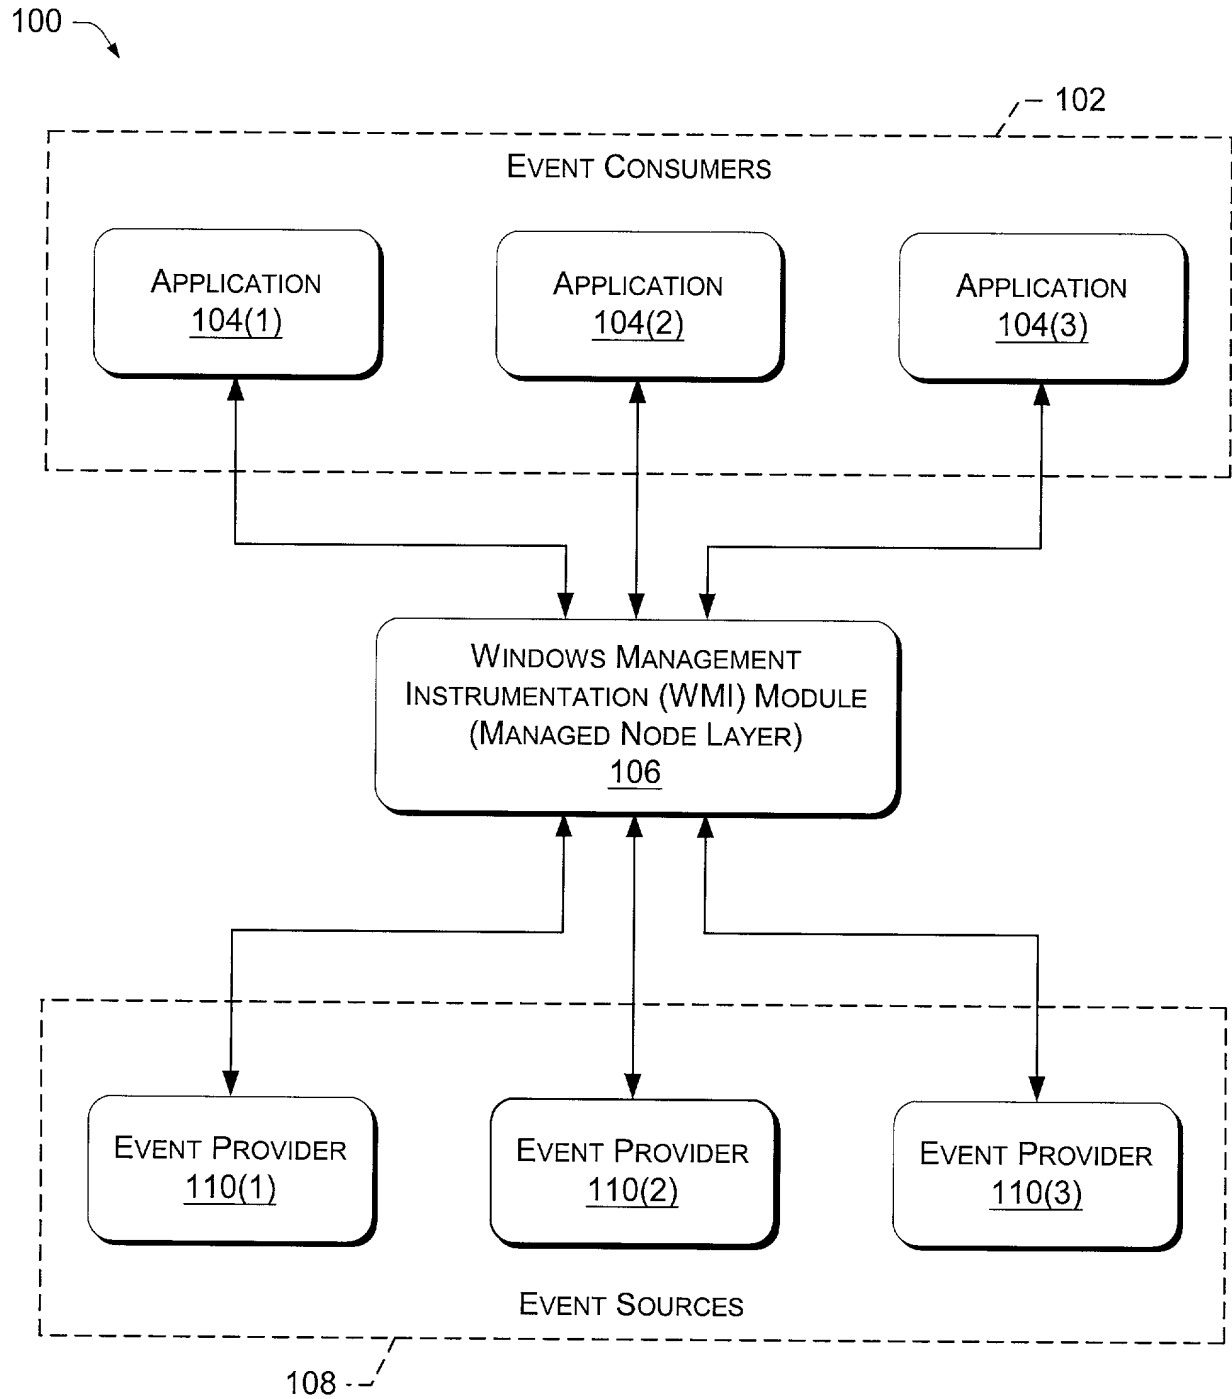 100
102
EVENT CONSUMERS
APPLICATION
104(1)
APPLICATION
104(2)
APPLICATION
104(3)
WINDOWS MANAGEMENT
INSTRUMENTATION (WMI) MODULE
(MANAGED NODE LAYER)
106
EVENT PROVIDER
110(1)
EVENT PROVIDER
110(2)
EVENT PROVIDER
110(3)
EVENT SOURCES
108